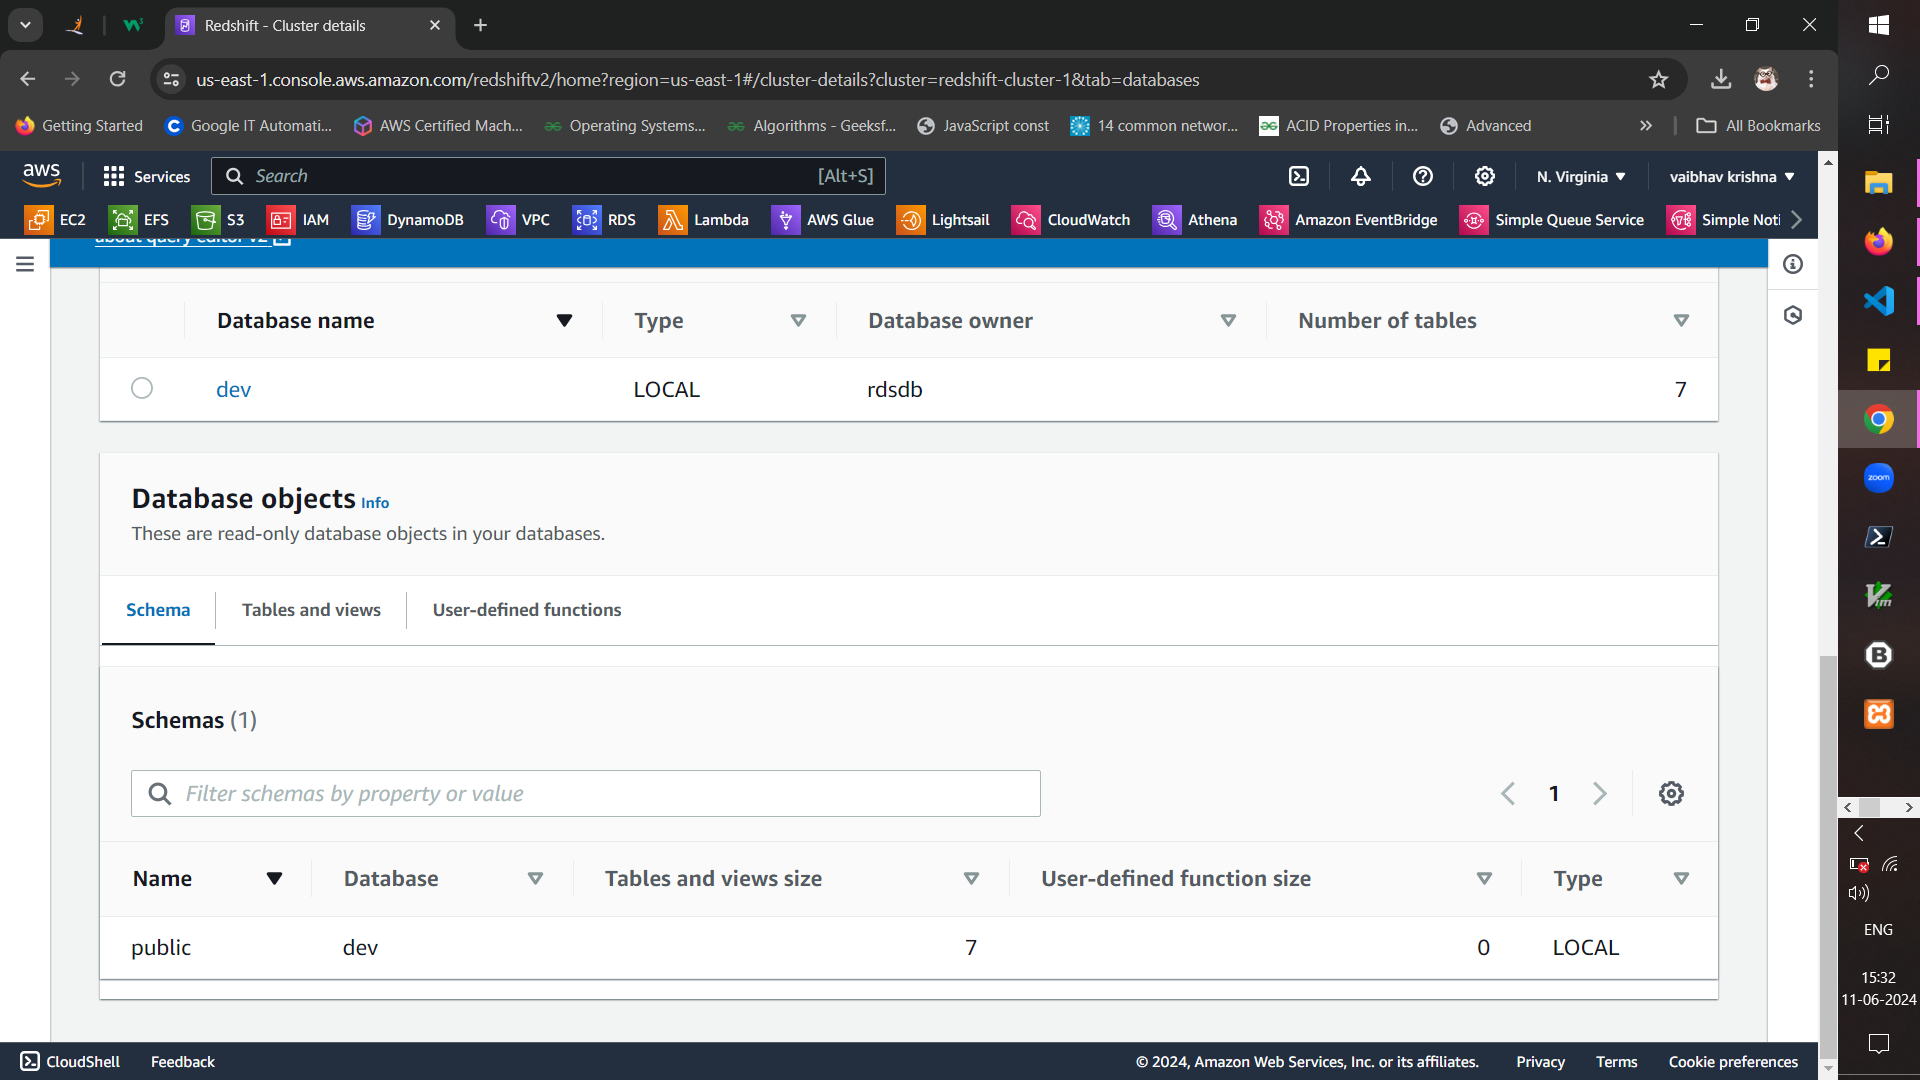 Redshift - Cluster details
us-east-1.console.aws.amazon.com/redshiftv2/home?region=us-east-1#/cluster-details?cluster=redshift-cluster-1&tab=databases
Getting Started Google IT Automati... AWS Certified Mach... Operating Systems... Algorithms - Geeksf... JavaScript const 14 common networ... ACID Properties in... Advanced All Bookmarks
aws Services Search [Alt+S] N. Virginia vaibhav krishna
EC2 EFS S3 IAM DynamoDB VPC RDS Lambda AWS Glue Lightsail CloudWatch Athena Amazon EventBridge Simple Queue Service Simple Noti
about query editor v2
Database name Type Database owner Number of tables
dev LOCAL rdsdb 7
Database objects Info
These are read-only database objects in your databases.
Schema Tables and views User-defined functions
Schemas (1)
Filter schemas by property or value 1
Name Database Tables and views size User-defined function size Type
public dev 7 0 LOCAL
CloudShell Feedback © 2024, Amazon Web Services, Inc. or its affiliates. Privacy Terms Cookie preferences
zoom
Vim
B
ENG
15:32
11-06-2024